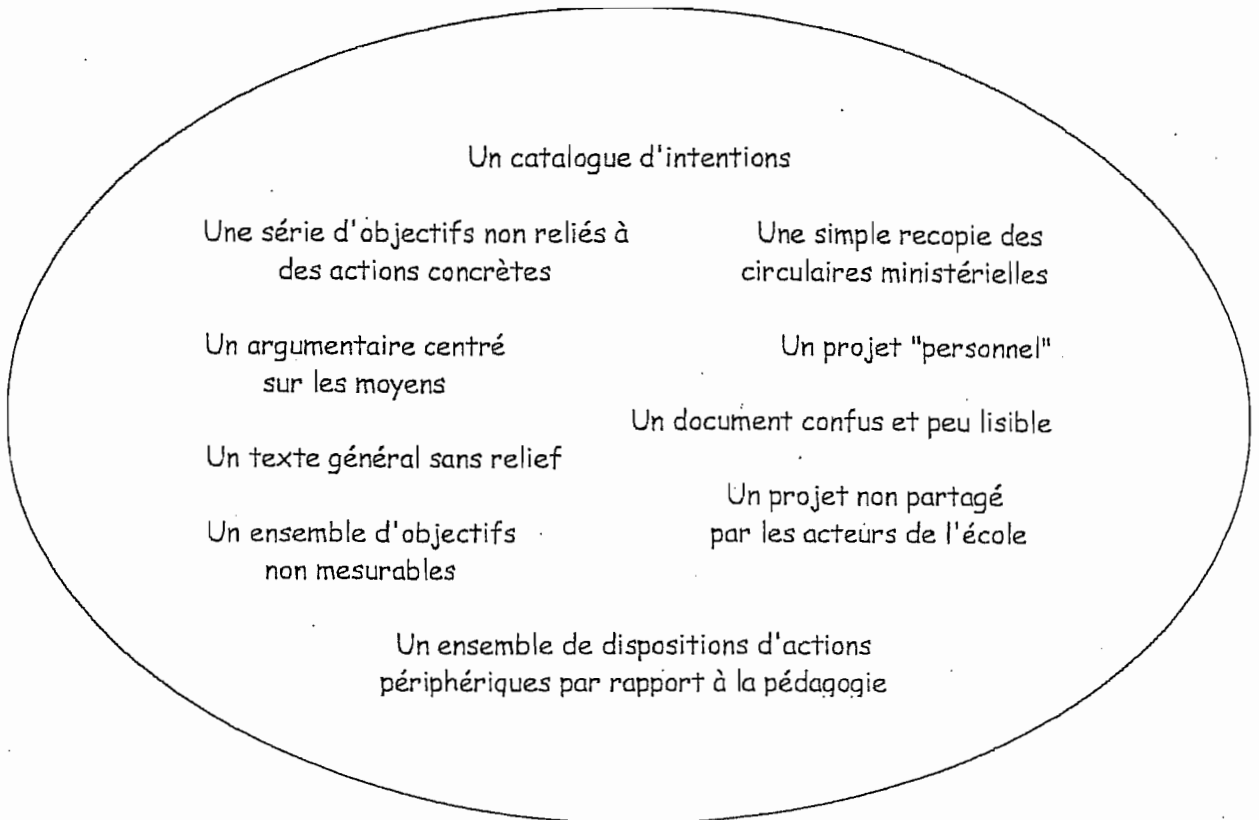 Un catalogue d'intentions
Une série d'objectifs non reliés à
des actions concrètes
Une simple recopie des
circulaires ministérielles
Un argumentaire centré
sur les moyens
Un projet "personnel"
Un document confus et peu lisible
Un texte général sans relief
Un projet non partagé
par les acteurs de l'école
Un ensemble d'objectifs
non mesurables
Un ensemble de dispositions d'actions
périphériques par rapport à la pédagogie